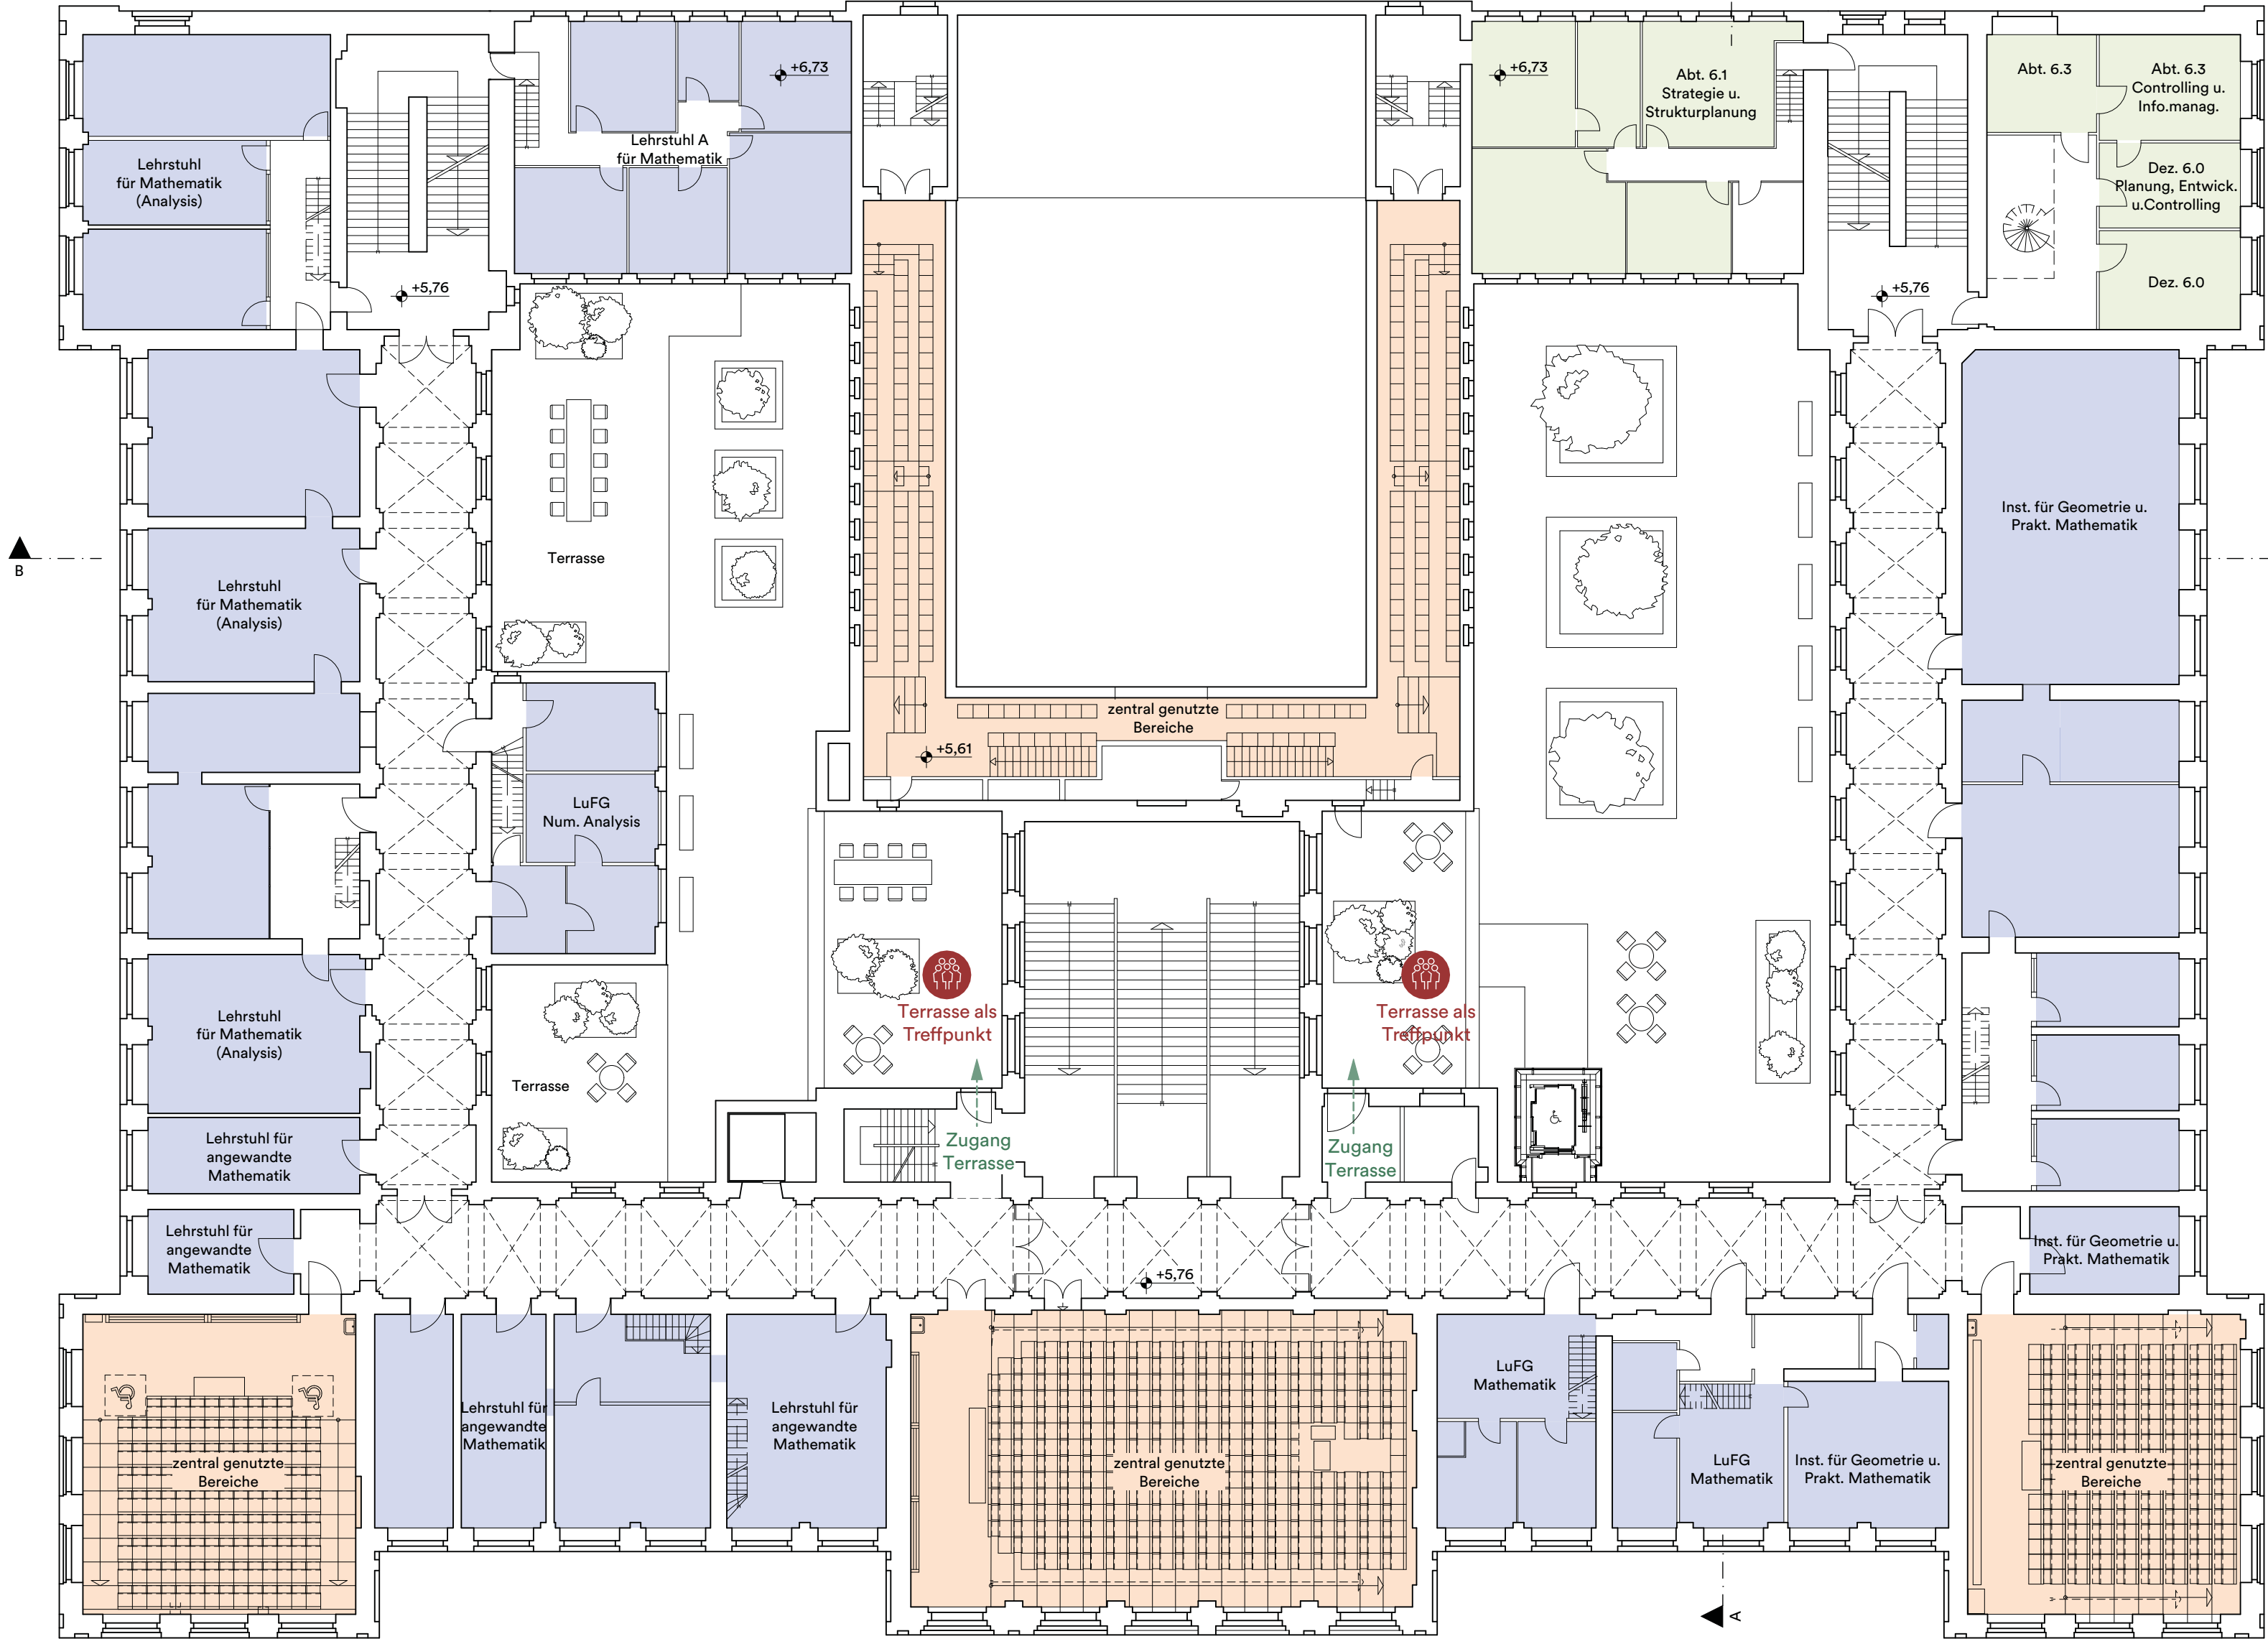 +6,73
+6,73
Abt. 6.1
Strategie u.
Strukturplanung
Abt. 6.3
Abt. 6.3
Controlling u.
Info.manag.
Lehrstuhl A
für Mathematik
Lehrstuhl
für Mathematik
(Analysis)
Dez. 6.0
Planung, Entwick.
u.Controlling
Dez. 6.0
+5,76
+5,76
B
Terrasse
Inst. für Geometrie u.
Prakt. Mathematik
Lehrstuhl
für Mathematik
(Analysis)
zentral genutzte
Bereiche
+5,61
LuFG
Num. Analysis
Lehrstuhl
für Mathematik
(Analysis)
Terrasse als
Treffpunkt
Terrasse als
Treffpunkt
Terrasse
Lehrstuhl für
angewandte
Mathematik
Zugang
Terrasse
Zugang
Terrasse
Lehrstuhl für
angewandte
Mathematik
+5,76
Inst. für Geometrie u.
Prakt. Mathematik
zentral genutzte
Bereiche
Lehrstuhl für
angewandte
Mathematik
Lehrstuhl für
angewandte
Mathematik
zentral genutzte
Bereiche
LuFG
Mathematik
LuFG
Mathematik
Inst. für Geometrie u.
Prakt. Mathematik
zentral genutzte
Bereiche
A